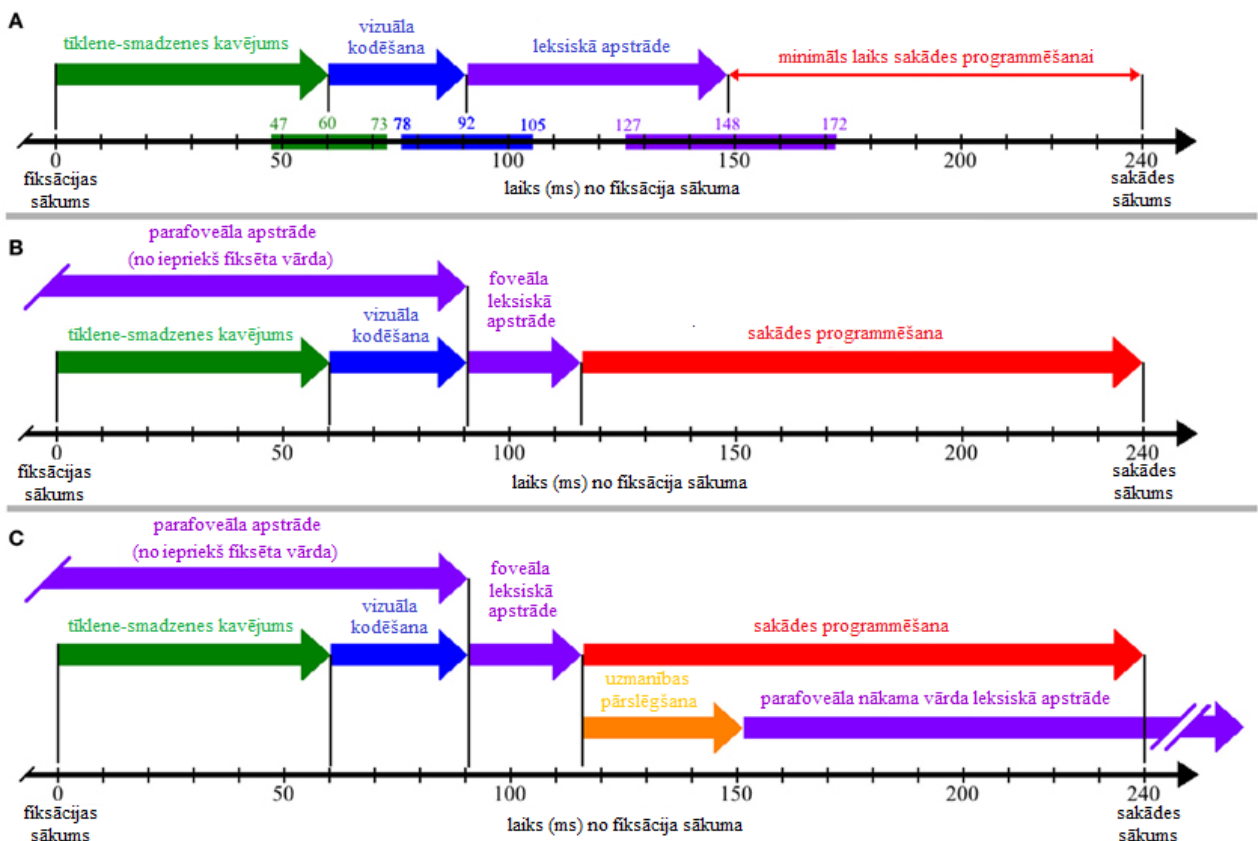 A
tīklene-smadzenes kavējums
vizuāla
kodēšana
leksiskā apstrāde
minimāls laiks sakādes programmēšanai
47 60 73 78 92 105 127 148 172
0 50 100 150 200 240
fiksācijas
sākums
laiks (ms) no fiksācija sākuma
sakādes
sākums
B
parafoveāla apstrāde
(no iepriekš fiksēta vārda)
foveāla
leksiskā
apstrāde
tīklene-smadzenes kavējums
vizuāla
kodēšana
sakādes programmēšana
0 50 100 150 200 240
fiksācijas
sākums
laiks (ms) no fiksācija sākuma
sakādes
sākums
C
parafoveāla apstrāde
(no iepriekš fiksēta vārda)
foveāla
leksiskā
apstrāde
tīklene-smadzenes kavējums
vizuāla
kodēšana
sakādes programmēšana
uzmanības
pārslēgšana
parafoveāla nākama vārda leksiskā apstrāde
0 50 100 150 200 240
fiksācijas
sākums
laiks (ms) no fiksācija sākuma
sakādes
sākums